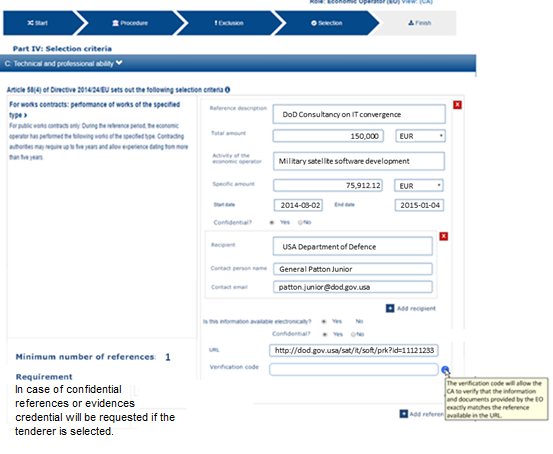 Role: Economic Operator (EO) View: (CA)
Start
Procedure
Exclusion
Selection
Finish
Part IV: Selection criteria
C: Technical and professional ability
Article 58(4) of Directive 2014/24/EU sets out the following selection criteria
For works contracts: performance of works of the specified
type >
For public works contracts only: During the reference period, the economic
operator has performed the following works of the specified type. Contracting
authorities may require up to five years and allow experience dating from more
than five years.
X
Reference description
DoD Consultancy on IT convergence
Total amount
150,000 EUR
Activity of the
economic operator
Military satellite software development
Specific amount
75,912.12 EUR
Start date 2014-03-02 End date 2015-01-04
Confidential? Yes No
X
Recipient
USA Department of Defence
Contact person name General Patton Junior
Contact email patton.junior@dod.gov.usa
Add recipient
Is this information available electronically? Yes No
Confidential? Yes No
URL http://dod.gov.usa/sat/it/soft/prk?id=11121233
Verification code
Minimum number of references: 1
Requirement
In case of confidential
references or evidences
credential will be requested if the
tenderer is selected.
The verification code will allow the
CA to verify that the information
and documents provided by the EO
exactly matches the reference
available in the URL.
Add referen